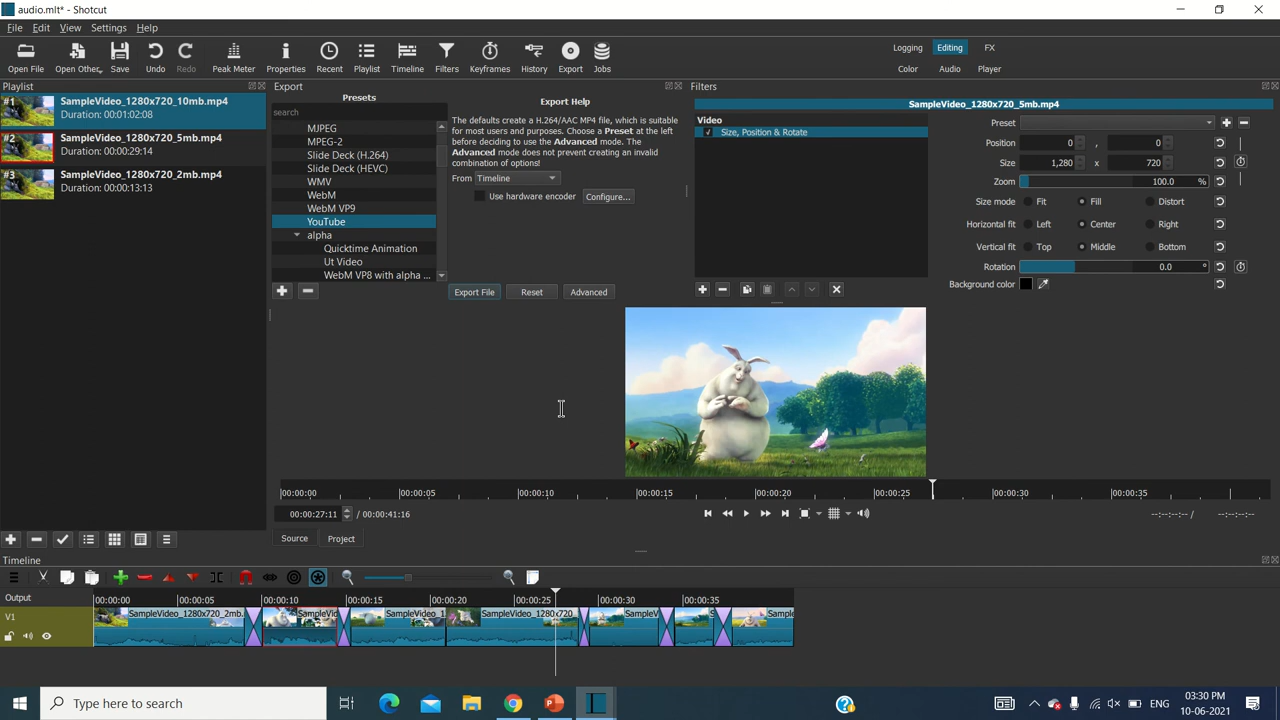 audio.mlt* - Shotcut
File Edit View Settings Help
Open File Open Other.. Save Undo Redo Peak Meter Properties Recent Playlist Timeline Filters Keyframes History Export Jobs
Logging Editing FX
Color Audio Player
Playlist
#1 SampleVideo_1280x720_10mb.mp4
Duration: 00:01:02:08
#2 SampleVideo_1280x720_5mb.mp4
Duration: 00:00:29:14
#3 SampleVideo_1280x720_2mb.mp4
Duration: 00:00:13:13
Export
Presets
search
MJPEG
MPEG-2
Slide Deck (H.264)
Slide Deck (HEVC)
WMV
WebM
WebM VP9
YouTube
alpha
Quicktime Animation
Ut Video
WebM VP8 with alpha ...
Export Help
The defaults create a H.264/AAC MP4 file, which is suitable
for most users and purposes. Choose a Preset at the left
before deciding to use the Advanced mode. The
Advanced mode does not prevent creating an invalid
combination of options!
From Timeline
Use hardware encoder Configure...
Export File Reset Advanced
Filters
SampleVideo_1280x720_5mb.mp4
Video
Size, Position & Rotate
Preset
Position 0 , 0
Size 1,280 x 720
Zoom 100.0 %
Size mode Fit Fill Distort
Horizontal fit Left Center Right
Vertical fit Top Middle Bottom
Rotation 0.0 °
Background color
00:00:00 00:00:05 00:00:10 00:00:15 00:00:20 00:00:25 00:00:30 00:00:35
00:00:27:11 / 00:00:41:16
--:--:--:-- / --:--:--:--
Source Project
Timeline
Output 00:00:00 00:00:05 00:00:10 00:00:15 00:00:20 00:00:25 00:00:30 00:00:35
V1 SampleVideo_1280x720_2mb. SampleVid SampleVideo_1 SampleVideo_1280x720 SampleV S SampleV
Type here to search
ENG
03:30 PM
10-06-2021